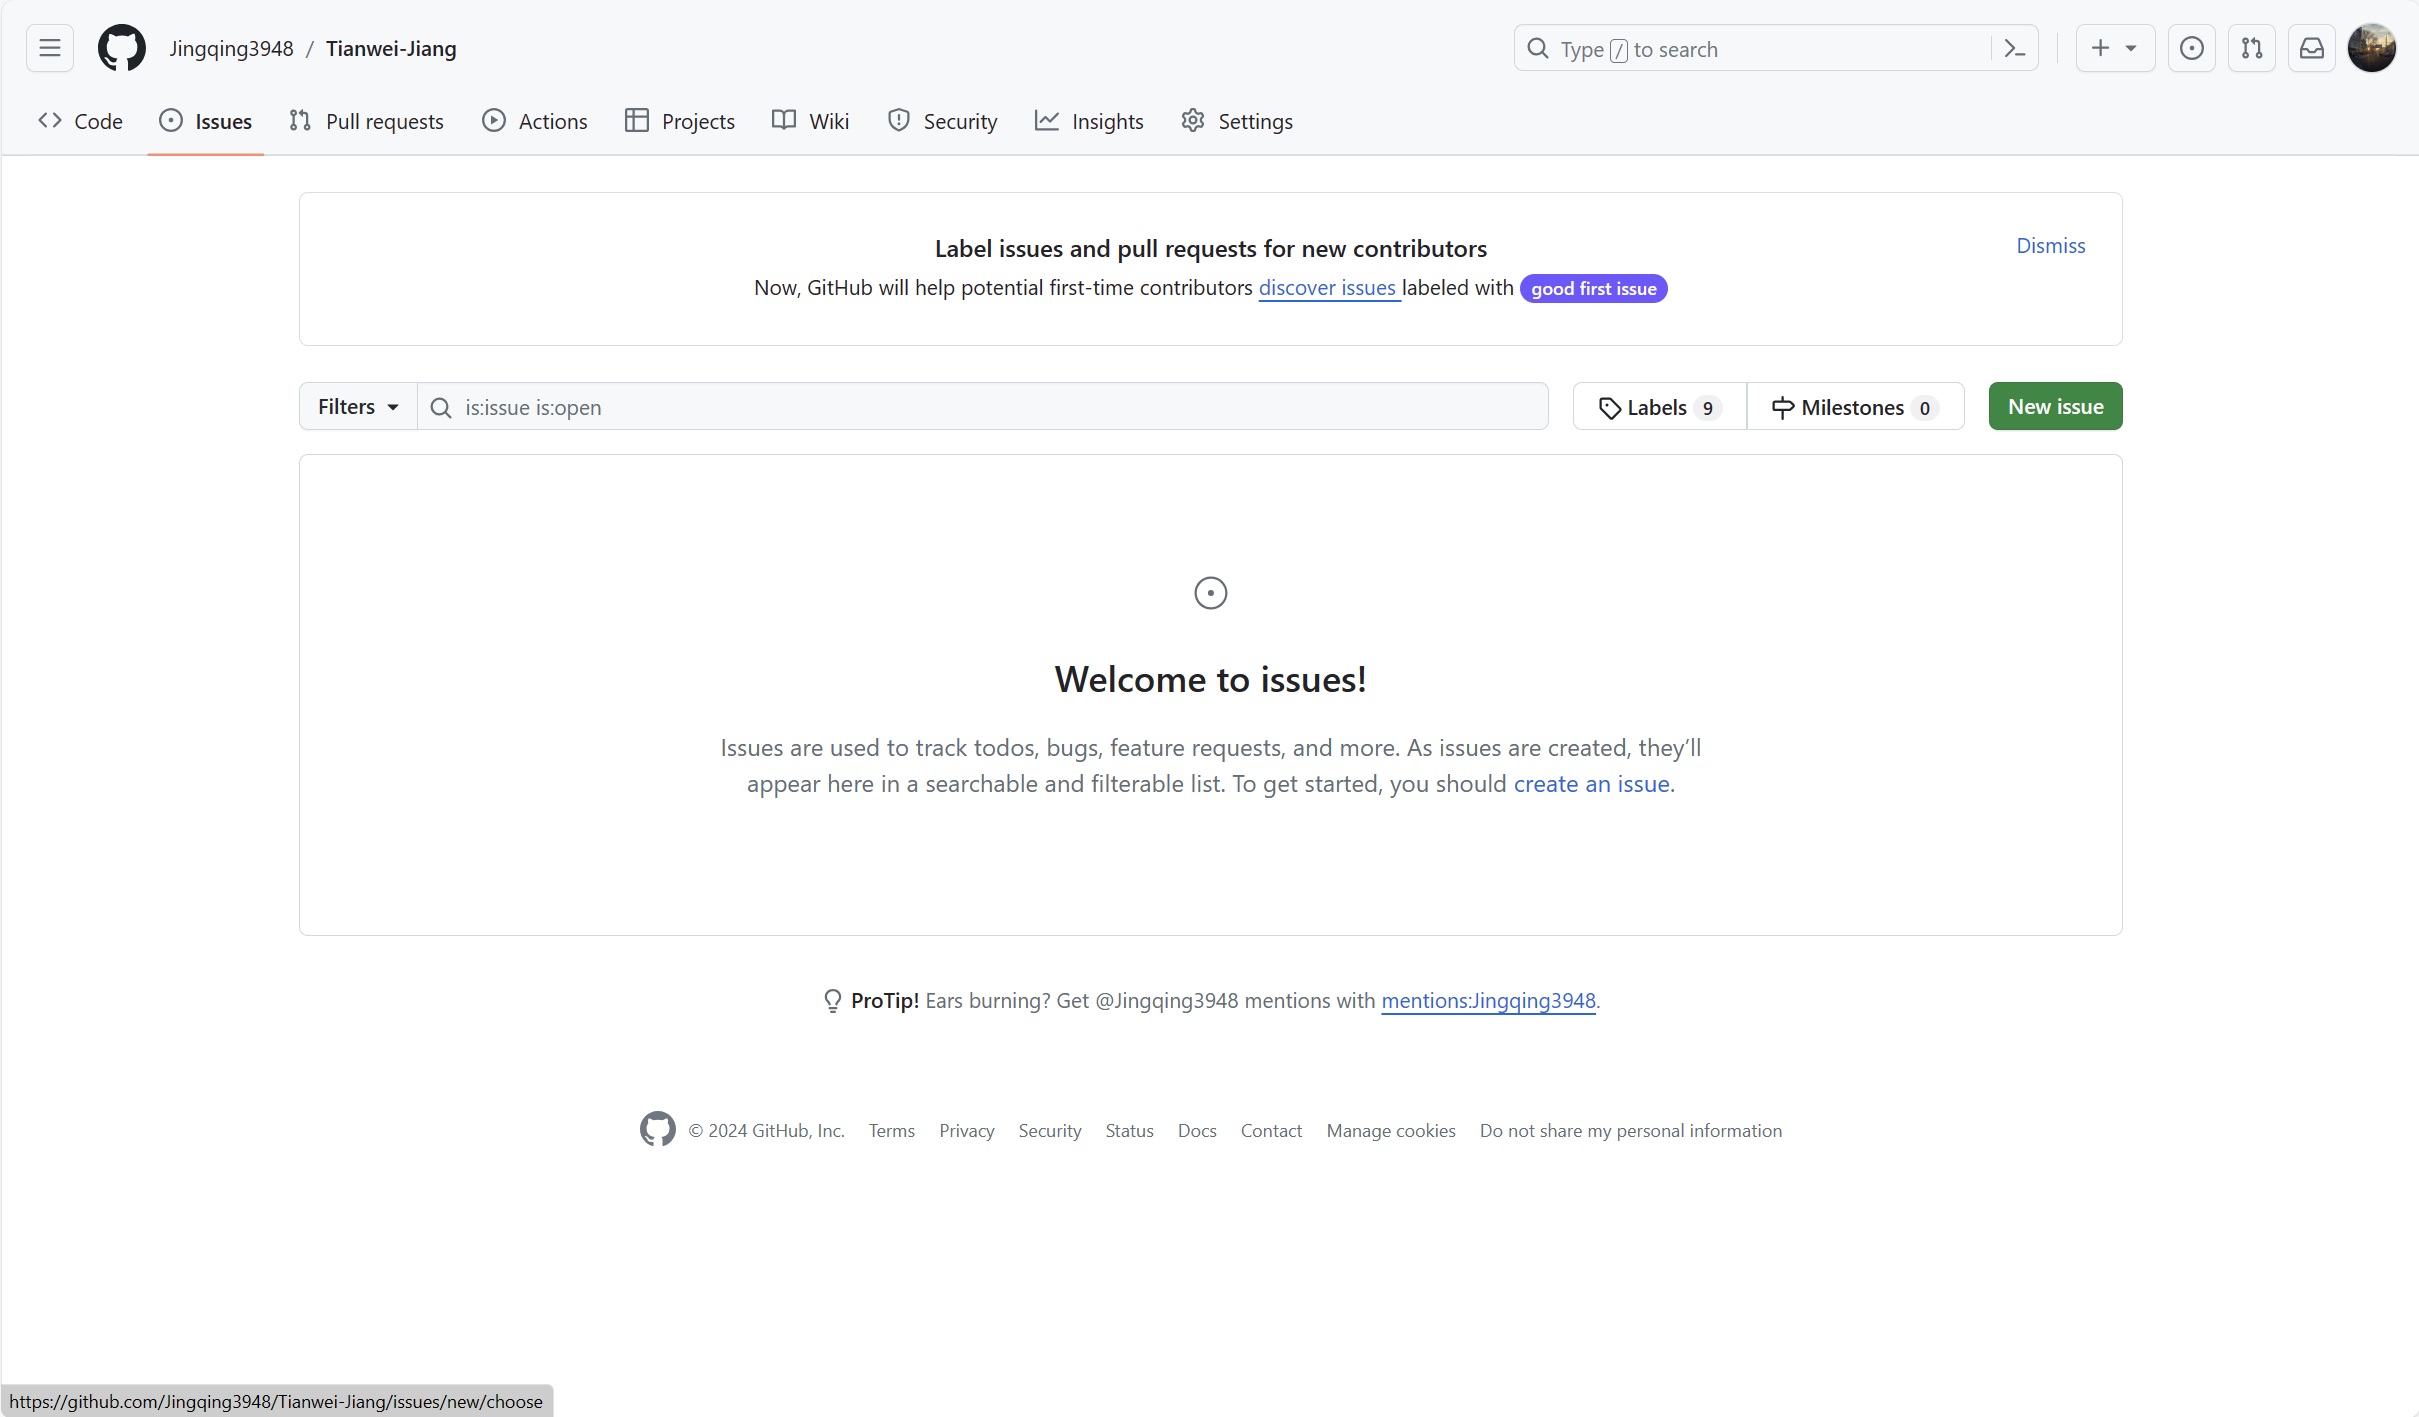 Jingqing3948 / Tianwei-Jiang
Type / to search
Code Issues Pull requests Actions Projects Wiki Security Insights Settings
Label issues and pull requests for new contributors
Dismiss
Now, GitHub will help potential first-time contributors discover issues labeled with good first issue
Filters is:issue is:open Labels 9 Milestones 0 New issue
Welcome to issues!
Issues are used to track todos, bugs, feature requests, and more. As issues are created, they’ll
appear here in a searchable and filterable list. To get started, you should create an issue.
ProTip! Ears burning? Get @Jingqing3948 mentions with mentions:Jingqing3948.
© 2024 GitHub, Inc. Terms Privacy Security Status Docs Contact Manage cookies Do not share my personal information
https://github.com/Jingqing3948/Tianwei-Jiang/issues/new/choose